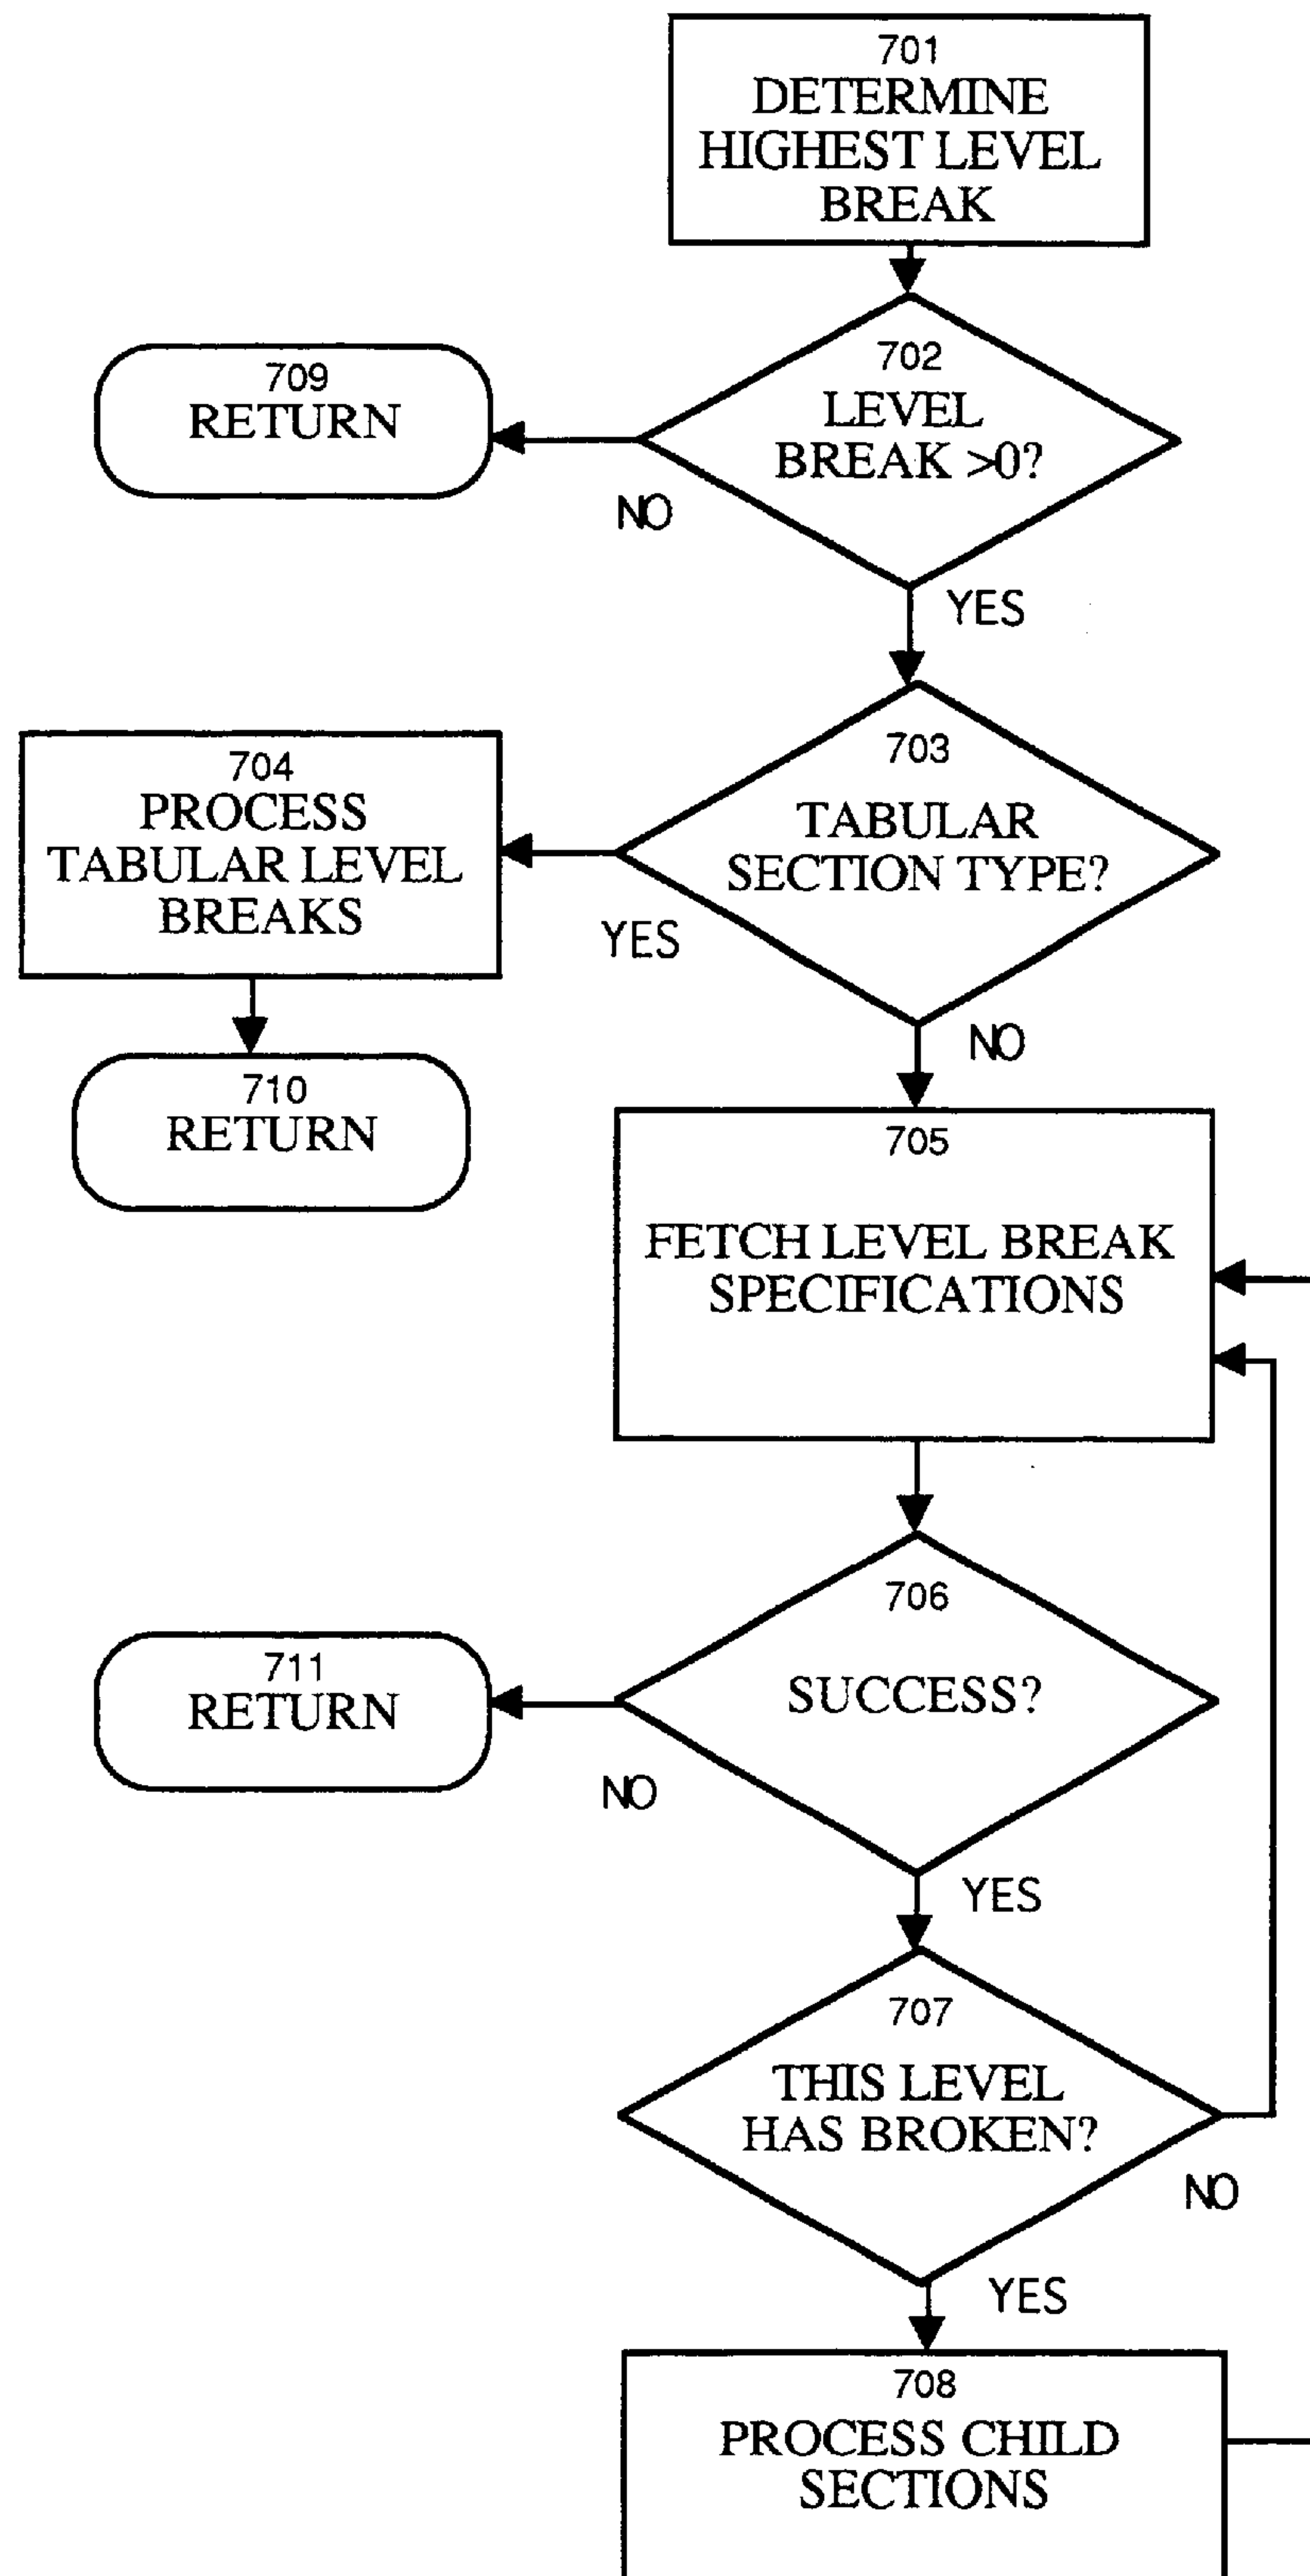 701
DETERMINE
HIGHEST LEVEL
BREAK
702
LEVEL
BREAK >0?
709
RETURN
NO
YES
703
TABULAR
SECTION TYPE?
704
PROCESS
TABULAR LEVEL
BREAKS
YES
NO
710
RETURN
705
FETCH LEVEL BREAK
SPECIFICATIONS
706
SUCCESS?
711
RETURN
NO
YES
707
THIS LEVEL
HAS BROKEN?
NO
YES
708
PROCESS CHILD
SECTIONS